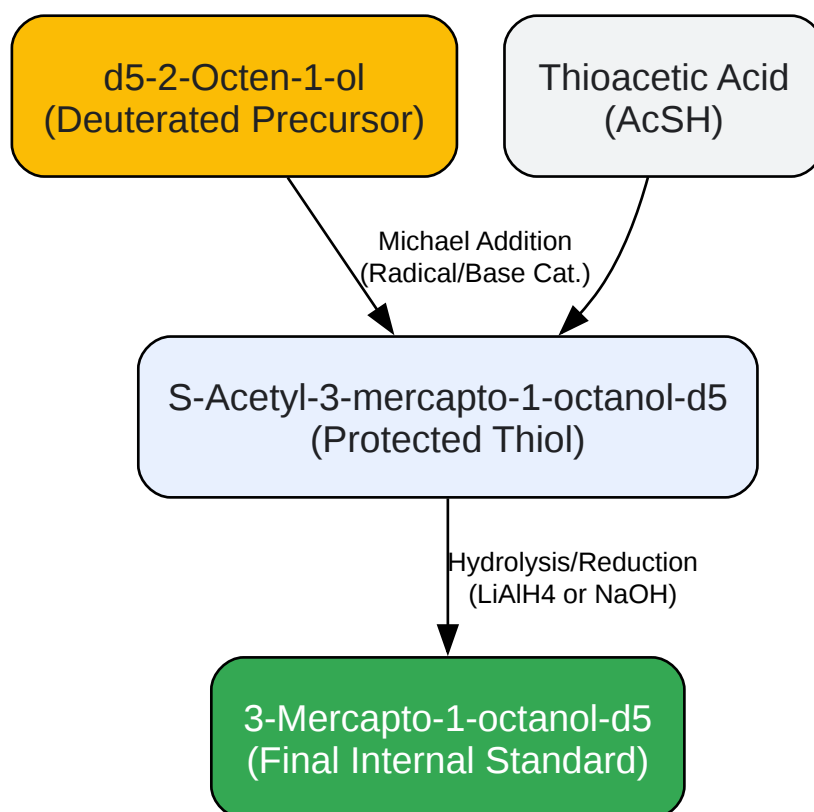 d5-2-Octen-1-ol
(Deuterated Precursor)
Thioacetic Acid
(AcSH)
Michael Addition
(Radical/Base Cat.)
S-Acetyl-3-mercapto-1-octanol-d5
(Protected Thiol)
Hydrolysis/Reduction
(LiAlH4 or NaOH)
3-Mercapto-1-octanol-d5
(Final Internal Standard)